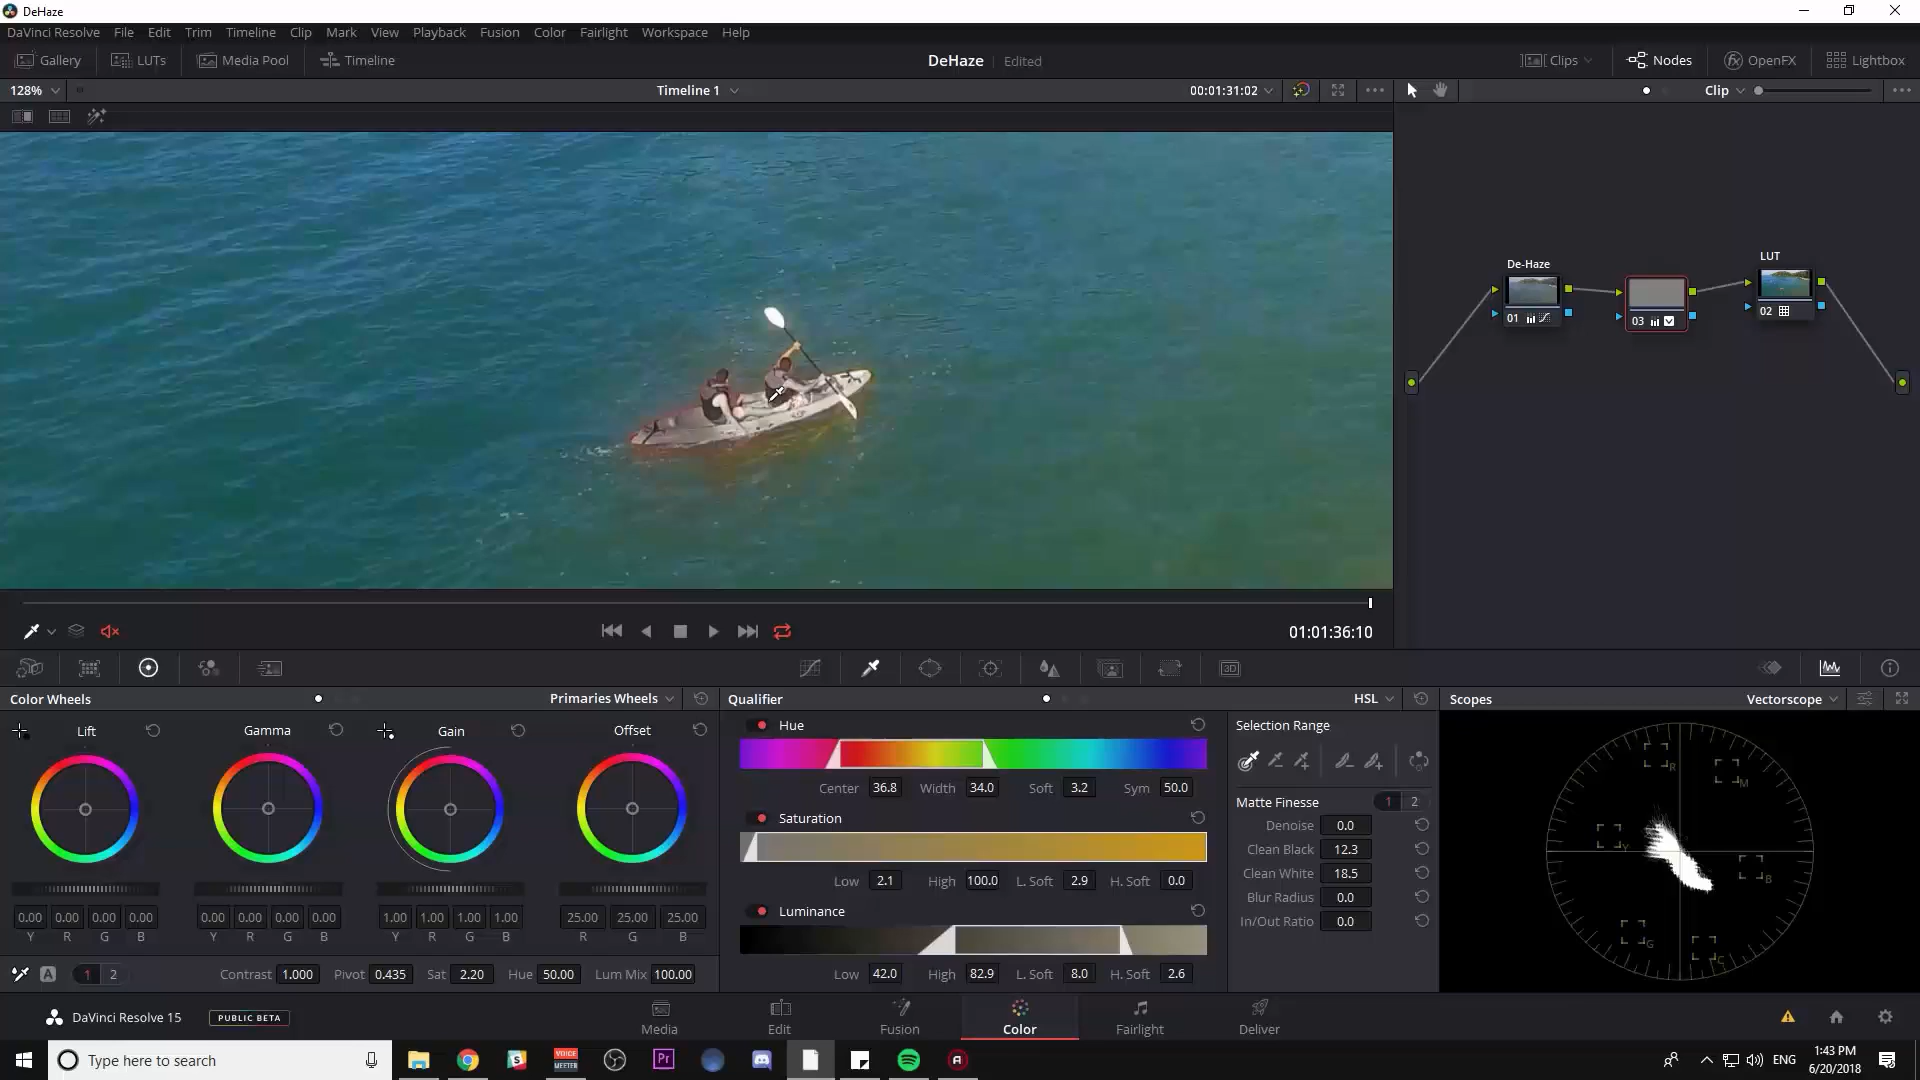 DeHaze
DaVinci Resolve File Edit Trim Timeline Clip Mark View Playback Fusion Color Fairlight Workspace Help
Gallery LUTs Media Pool Timeline DeHaze Edited Clips Nodes OpenFX Lightbox
128% Timeline 1 00:01:31:02 Clip
De-Haze LUT
01 03 02
01:01:36:10
3D
Color Wheels Primaries Wheels Qualifier HSL Scopes Vectorscope
Lift Gamma Gain Offset Hue Selection Range
Center 36.8 Width 34.0 Soft 3.2 Sym 50.0
Matte Finesse 1 2
Saturation Denoise 0.0
Clean Black 12.3
Low 2.1 High 100.0 L. Soft 2.9 H. Soft 0.0 Clean White 18.5
Blur Radius 0.0
Luminance In/Out Ratio 0.0
0.00 0.00 0.00 0.00 0.00 0.00 0.00 0.00 1.00 1.00 1.00 1.00 25.00 25.00 25.00
Y R G B Y R G B Y R G B R G B
A 1 2 Contrast 1.000 Pivot 0.435 Sat 2.20 Hue 50.00 Lum Mix 100.00 Low 42.0 High 82.9 L. Soft 8.0 H. Soft 2.6
R M Y B G C
DaVinci Resolve 15 PUBLIC BETA Media Edit Fusion Color Fairlight Deliver
Type here to search VOICE MEETER Pr ENG 1:43 PM
6/20/2018